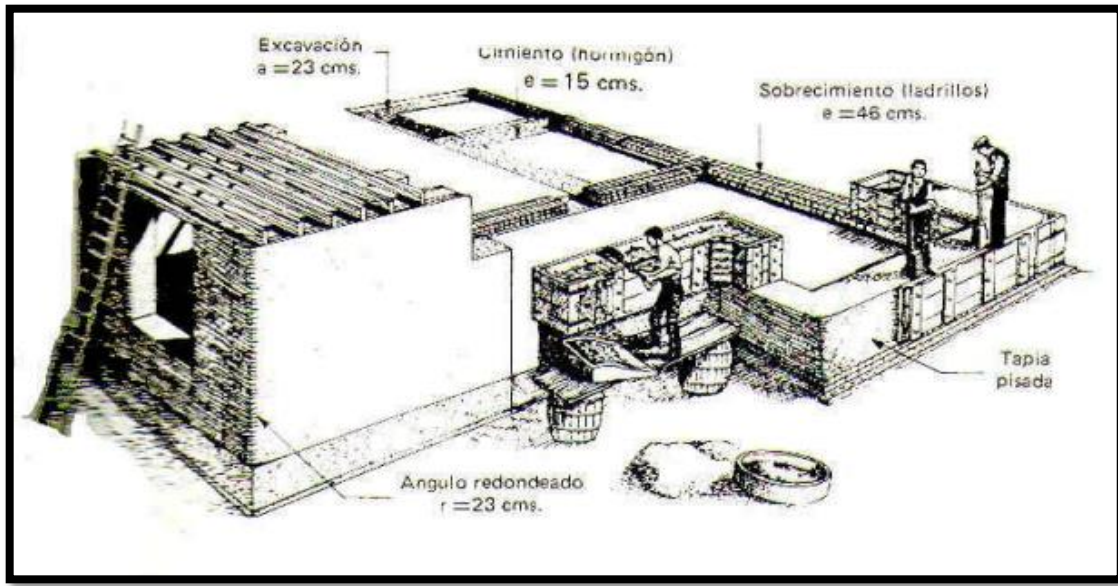 Excavación
a = 23 cms.
Cimiento (hormigón)
e = 15 cms.
Sobrecimiento (ladrillos)
e = 46 cms.
Tapia
pisada
Angulo redondeado
r = 23 cms.